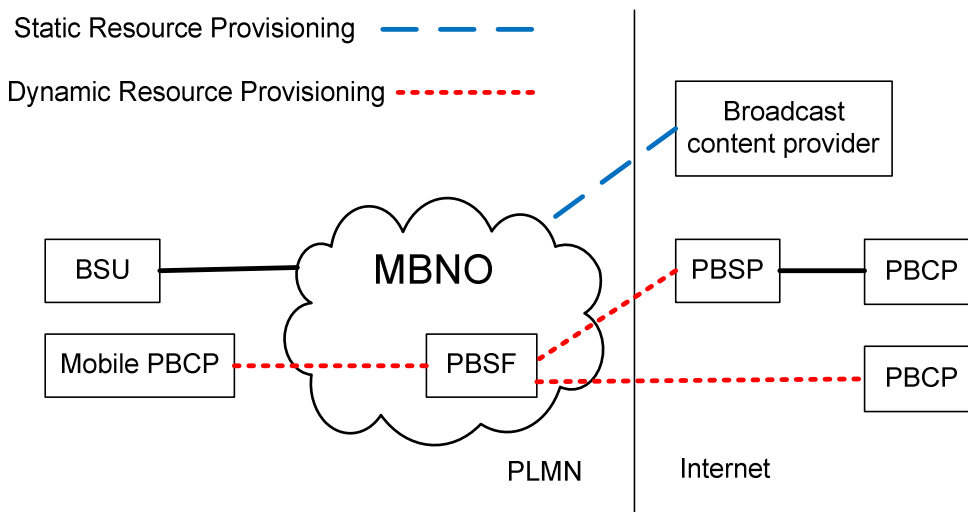 Static Resource Provisioning
Dynamic Resource Provisioning
Broadcast
content provider
BSU
MBNO
PBSP
PBCP
Mobile PBCP
PBSF
PBCP
PLMN
Internet